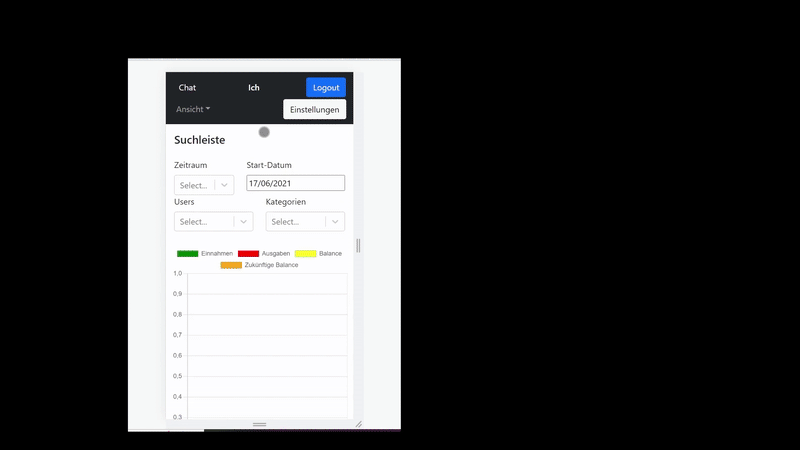 Chat Ich Logout
Ansicht Einstellungen
Suchleiste
Zeitraum Start-Datum
Select... 17/06/2021
Users Kategorien
Select... Select...
Einnahmen Ausgaben Balance
Zukünftige Balance
1,0
0,9
0,8
0,7
0,6
0,5
0,4
0,3